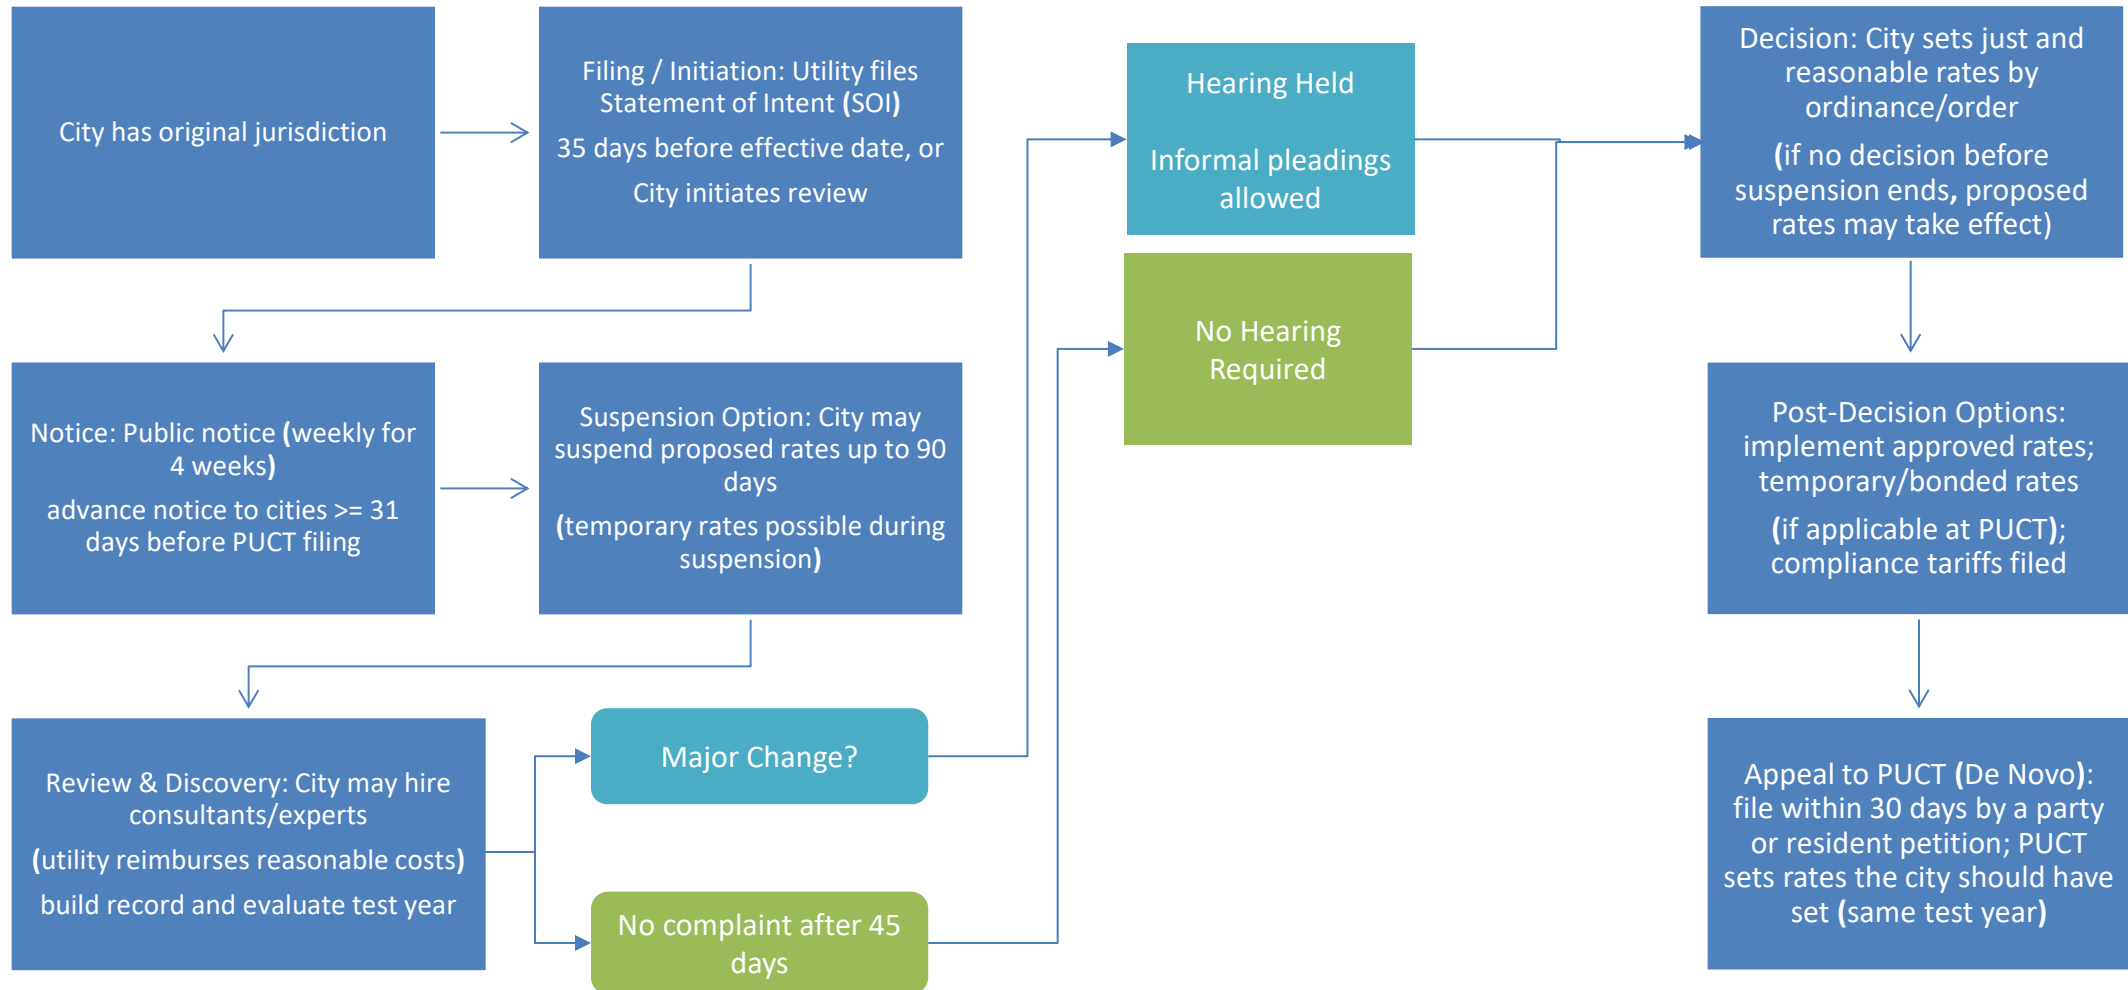 City has original jurisdiction
Filing / Initiation: Utility files
Statement of Intent (SOI)
35 days before effective date, or
City initiates review
Notice: Public notice (weekly for
4 weeks)
advance notice to cities >= 31
days before PUCT filing
Suspension Option: City may
suspend proposed rates up to 90
days
(temporary rates possible during
suspension)
Review & Discovery: City may hire
consultants/experts
(utility reimburses reasonable costs)
build record and evaluate test year
Major Change?
No complaint after 45
days
Hearing Held
Informal pleadings
allowed
No Hearing
Required
Decision: City sets just and
reasonable rates by
ordinance/order
(if no decision before
suspension ends, proposed
rates may take effect)
Post-Decision Options:
implement approved rates;
temporary/bonded rates
(if applicable at PUCT);
compliance tariffs filed
Appeal to PUCT (De Novo):
file within 30 days by a party
or resident petition; PUCT
sets rates the city should have
set (same test year)